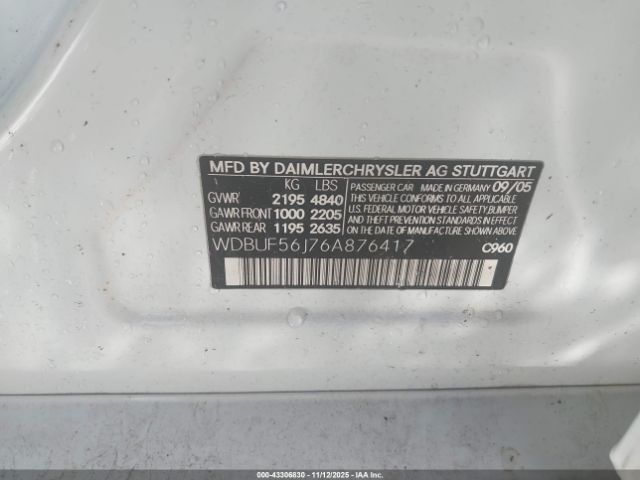 MFD BY DAIMLERCHRYSLER AG STUTTGART
KG LBS
GVWR 2195 4840
GAWR FRONT 1000 2205
GAWR REAR 1195 2635
PASSENGER CAR MADE IN GERMANY 09/05
THIS VEHICLE CONFORMS TO ALL APPLICABLE
U.S. FEDERAL MOTOR VEHICLE SAFETY, BUMPER
AND THEFT PREVENTION STANDARDS IN EFFECT
ON THE DATE OF MANUFACTURE SHOWN ABOVE.
WDBUF56J76A876417
C960
000-43306830 - 11/12/2025 - IAAI.COM